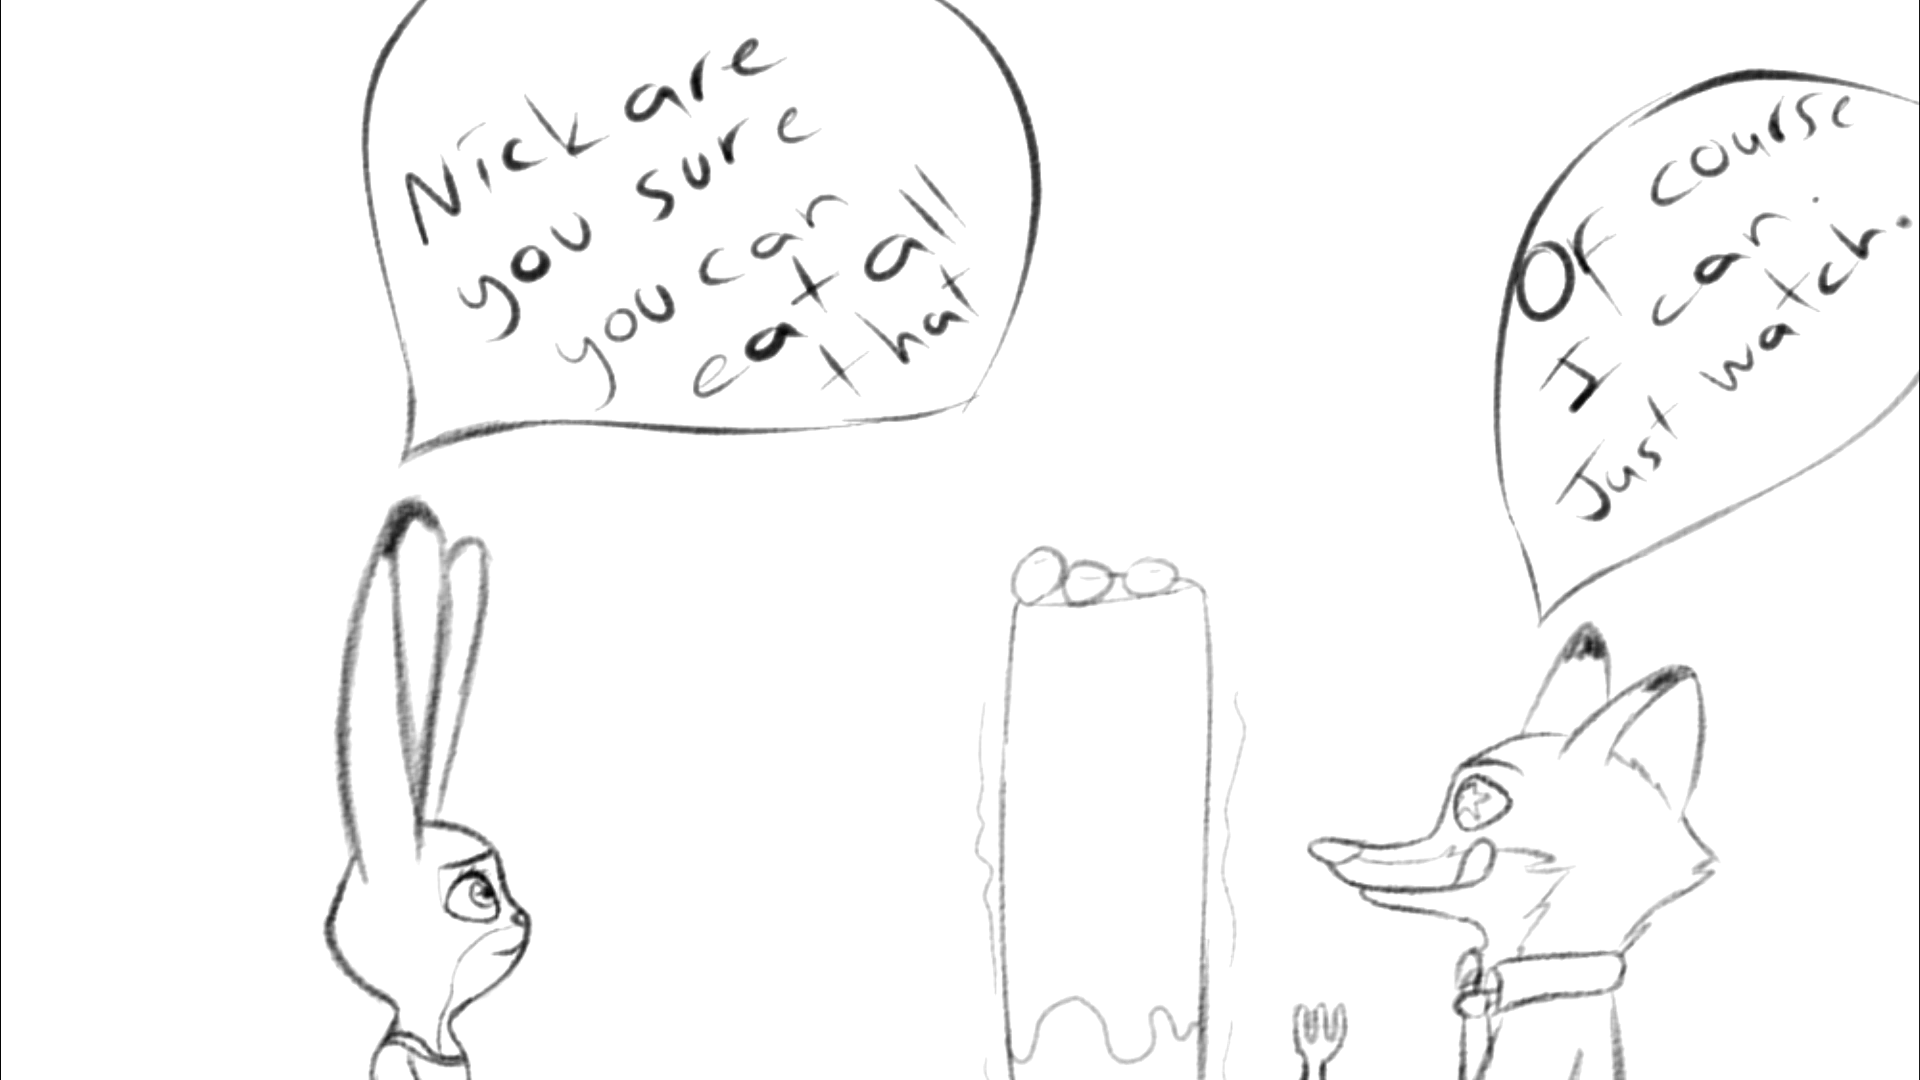 Nick are
you sure
you can
eat all
that
Of course
I can.
Just watch.